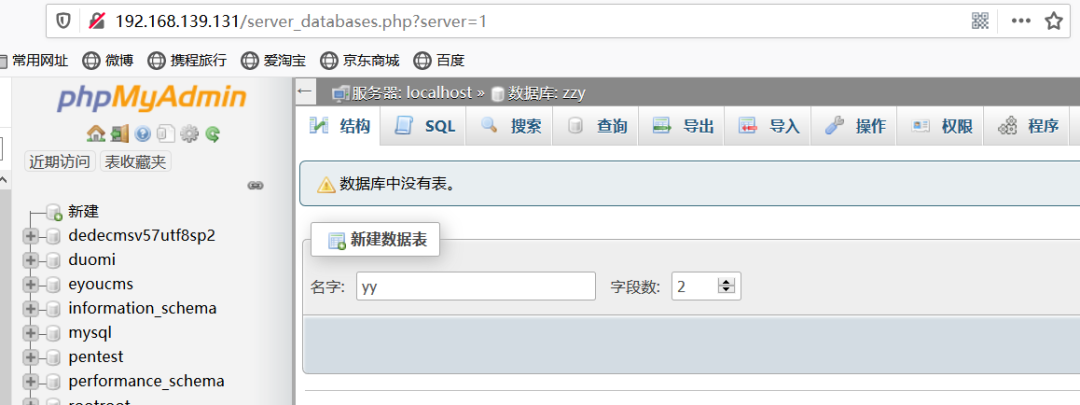 192.168.139.131/server_databases.php?server=1
常用网址 微博 携程旅行 爱淘宝 京东商城 百度
phpMyAdmin
近期访问 表收藏夹
新建
dedecmsv57utf8sp2
duomi
eyoucms
information_schema
mysql
pentest
performance_schema
服务器: localhost » 数据库: zzy
结构 SQL 搜索 查询 导出 导入 操作 权限 程序
数据库中没有表。
新建数据表
名字: yy 字段数: 2